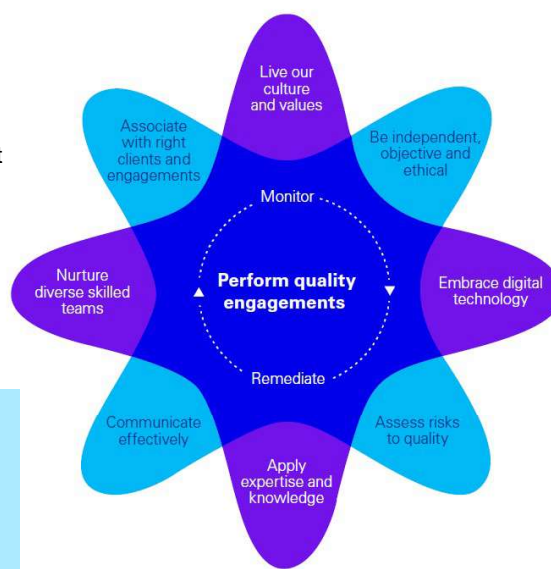 Live our
culture
and values
Associate
with right
clients and
engagements
Be independent,
objective and
ethical
t
Monitor
Nurture
diverse skilled
teams
Perform quality
engagements
Embrace digital
technology
Remediate
Communicate
effectively
Assess risks
to quality
Apply
expertise and
knowledge